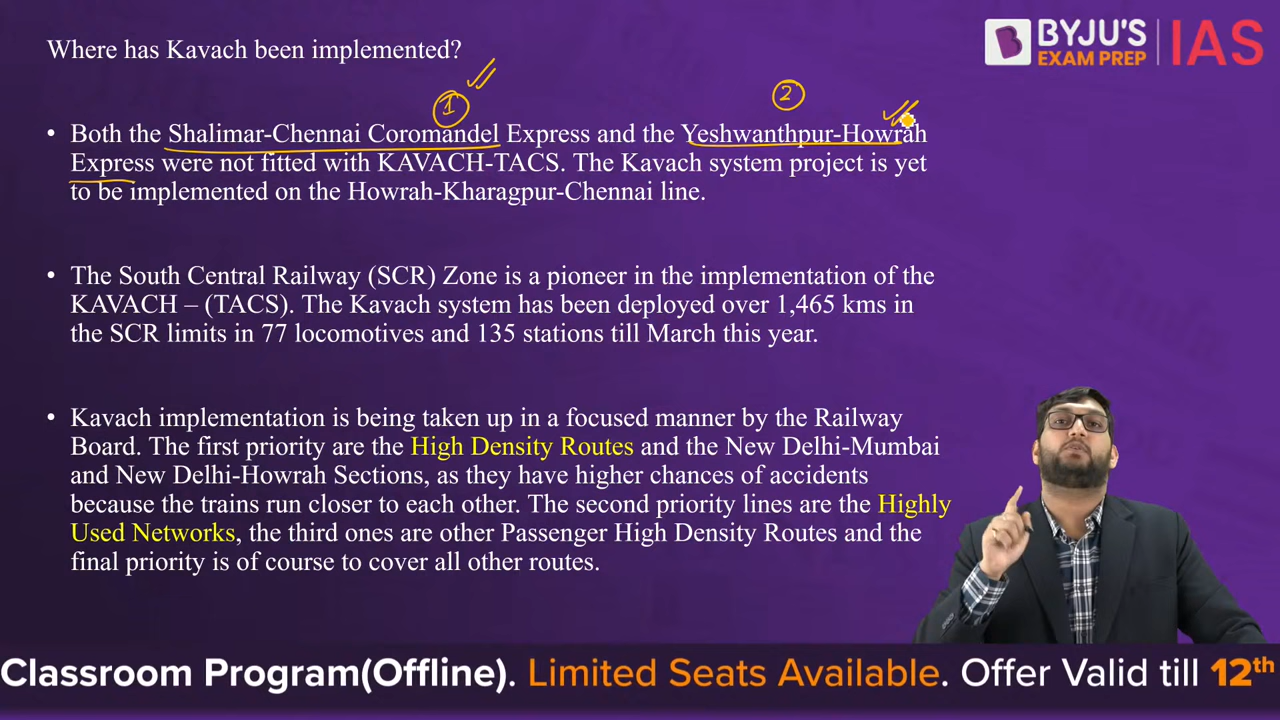 Where has Kavach been implemented?
BYJU'S
EXAM PREP
IAS
1
2
• Both the Shalimar-Chennai Coromandel Express and the Yeshwanthpur-Howrah
Express were not fitted with KAVACH-TACS. The Kavach system project is yet
to be implemented on the Howrah-Kharagpur-Chennai line.
• The South Central Railway (SCR) Zone is a pioneer in the implementation of the
KAVACH – (TACS). The Kavach system has been deployed over 1,465 kms in
the SCR limits in 77 locomotives and 135 stations till March this year.
• Kavach implementation is being taken up in a focused manner by the Railway
Board. The first priority are the High Density Routes and the New Delhi-Mumbai
and New Delhi-Howrah Sections, as they have higher chances of accidents
because the trains run closer to each other. The second priority lines are the Highly
Used Networks, the third ones are other Passenger High Density Routes and the
final priority is of course to cover all other routes.
Classroom Program(Offline). Limited Seats Available. Offer Valid till 12th